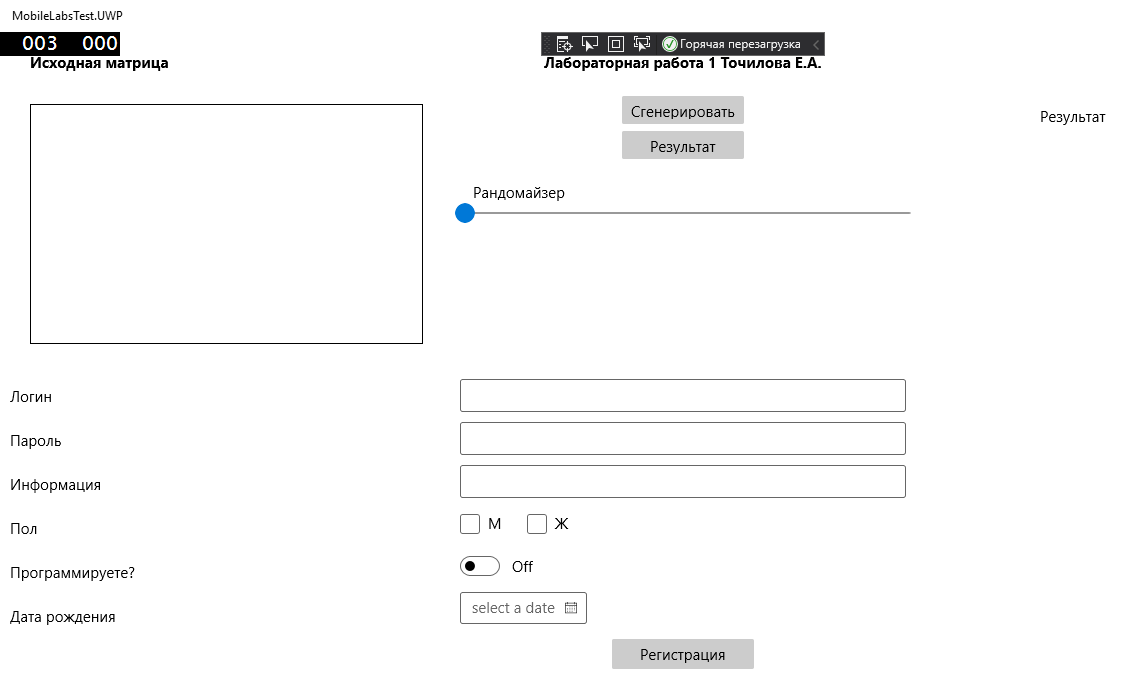 MobileLabsTest.UWP
003 000
Горячая перезагрузка
Исходная матрица
Лабораторная работа 1 Точилова Е.А.
Сгенерировать
Результат
Результат
Рандомайзер
Логин
Пароль
Информация
Пол
М Ж
Программируете?
Off
Дата рождения
select a date
Регистрация